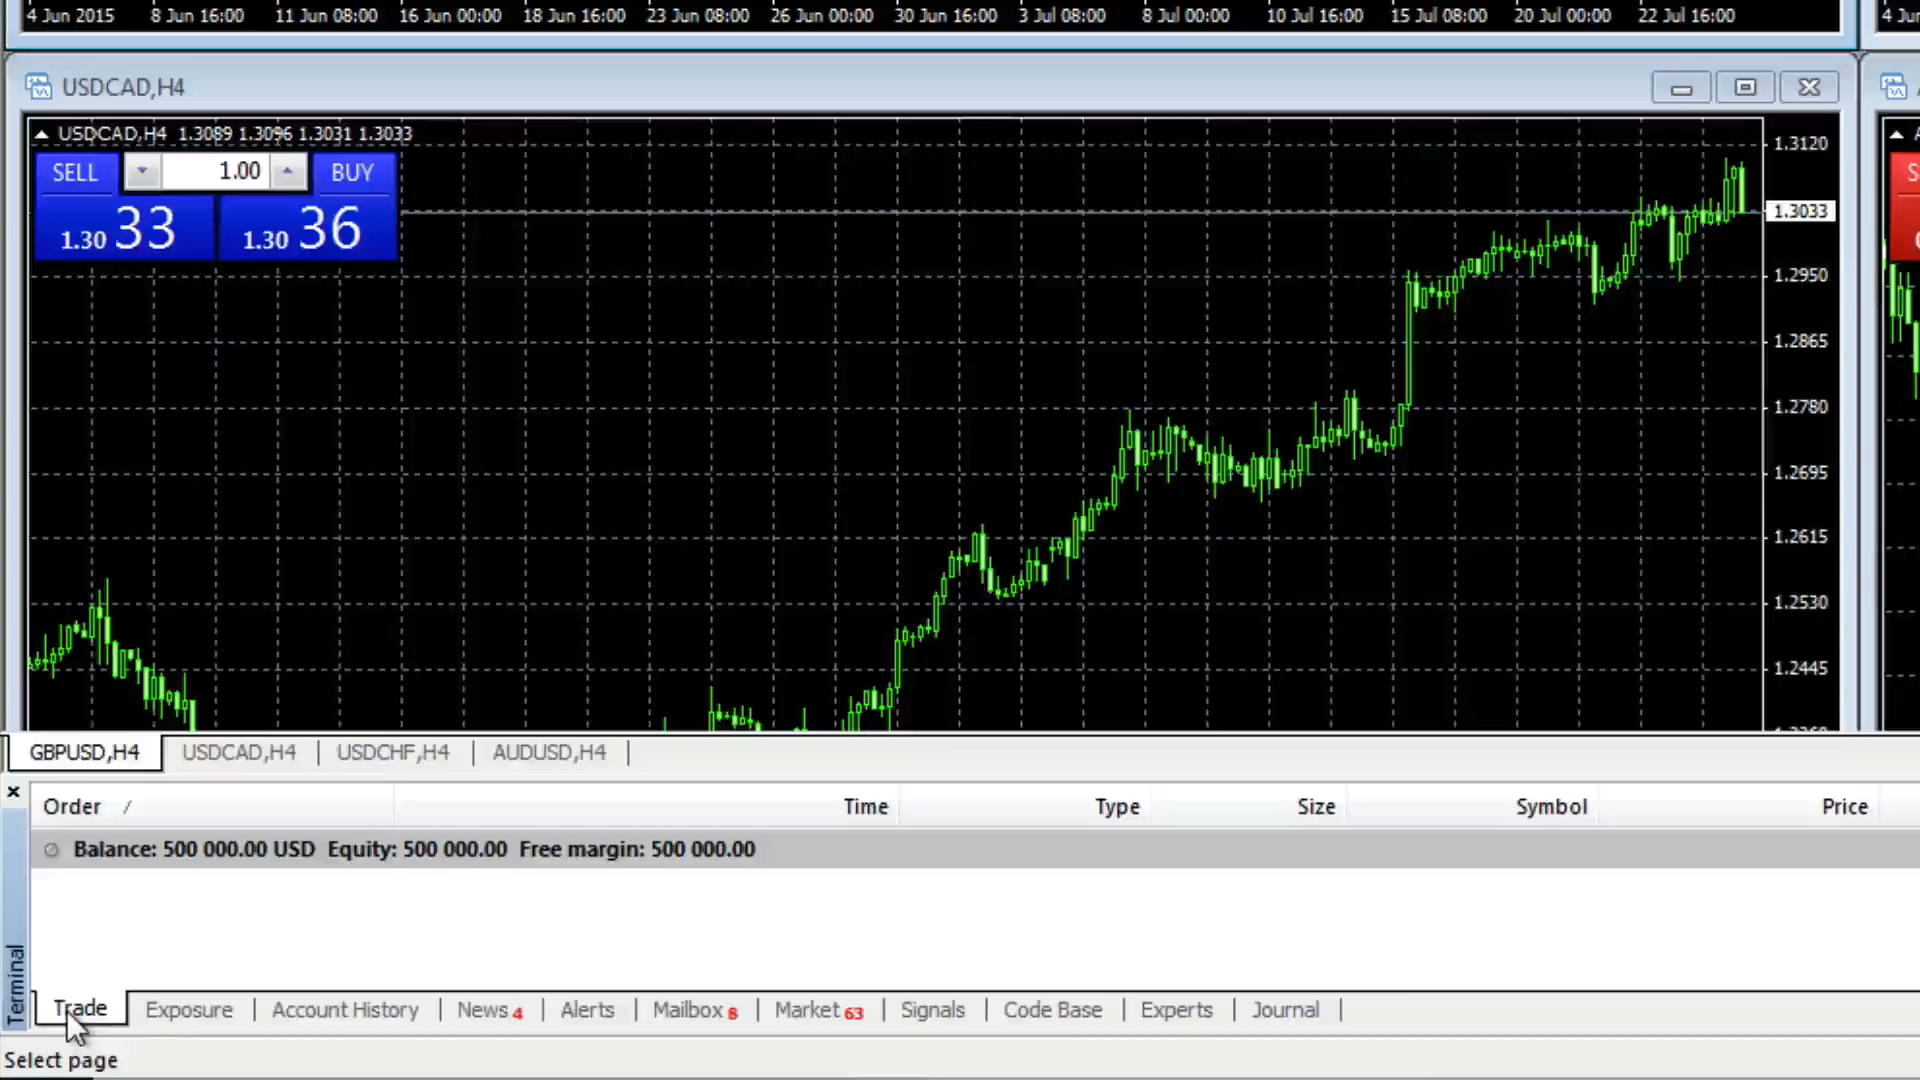 4 Jun 2015 8 Jun 16:00 11 Jun 08:00 16 Jun 00:00 18 Jun 16:00 23 Jun 08:00 26 Jun 00:00 30 Jun 16:00 3 Jul 08:00 8 Jul 00:00 10 Jul 16:00 15 Jul 08:00 20 Jul 00:00 22 Jul 16:00 4 Jun
USDCAD,H4
USDCAD,H4 1.3089 1.3096 1.3031 1.3033
1.3120
SELL 1.00 BUY
1.30 33 1.30 36
1.3033
1.2950
1.2865
1.2780
1.2695
1.2615
1.2530
1.2445
GBPUSD,H4 USDCAD,H4 USDCHF,H4 AUDUSD,H4
Order / Time Type Size Symbol Price
Balance: 500 000.00 USD Equity: 500 000.00 Free margin: 500 000.00
Terminal
Trade Exposure Account History News 4 Alerts Mailbox 8 Market 63 Signals Code Base Experts Journal
Select page